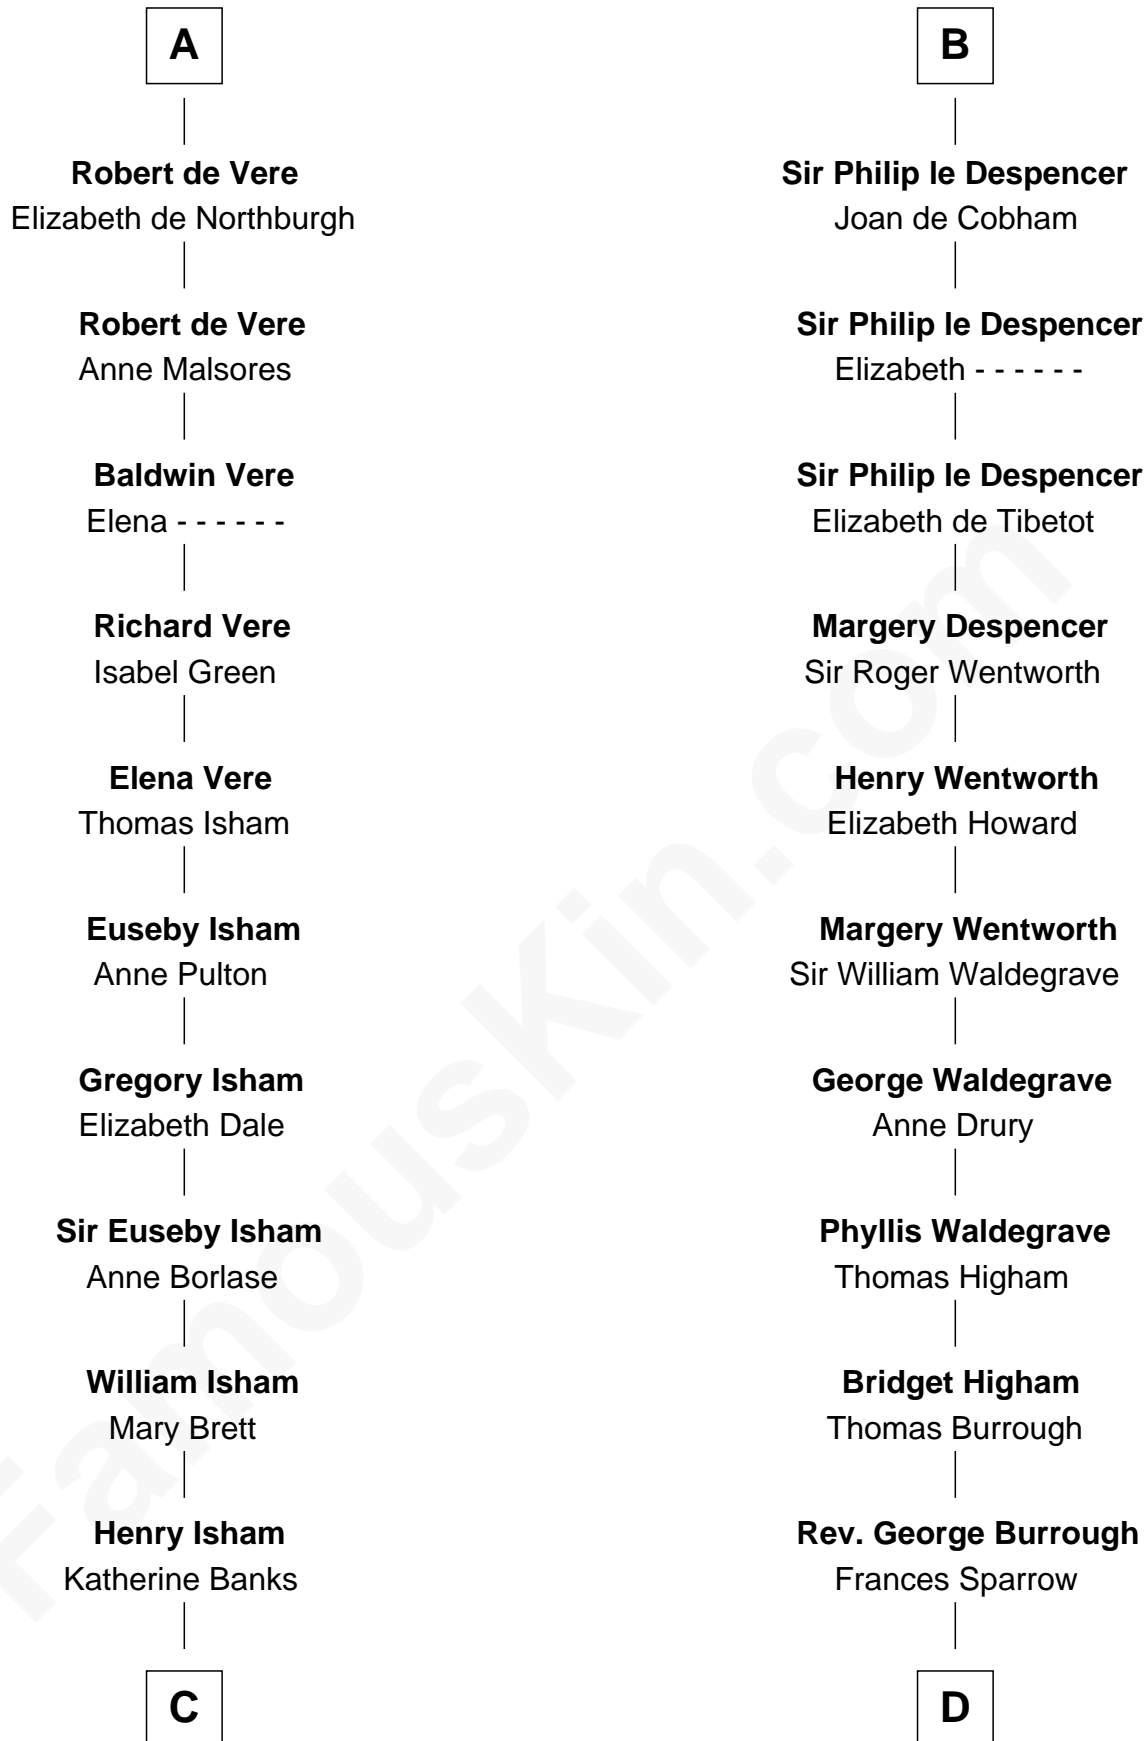 A
Robert de Vere
Elizabeth de Northburgh
Robert de Vere
Anne Malsores
Baldwin Vere
Elena - - - - - -
Richard Vere
Isabel Green
Elena Vere
Thomas Isham
Euseby Isham
Anne Pulton
Gregory Isham
Elizabeth Dale
Sir Euseby Isham
Anne Borlase
William Isham
Mary Brett
Henry Isham
Katherine Banks
C
B
Sir Philip le Despencer
Joan de Cobham
Sir Philip le Despencer
Elizabeth - - - - - -
Sir Philip le Despencer
Elizabeth de Tibetot
Margery Despencer
Sir Roger Wentworth
Henry Wentworth
Elizabeth Howard
Margery Wentworth
Sir William Waldegrave
George Waldegrave
Anne Drury
Phyllis Waldegrave
Thomas Higham
Bridget Higham
Thomas Burrough
Rev. George Burrough
Frances Sparrow
D
FamousKin.com